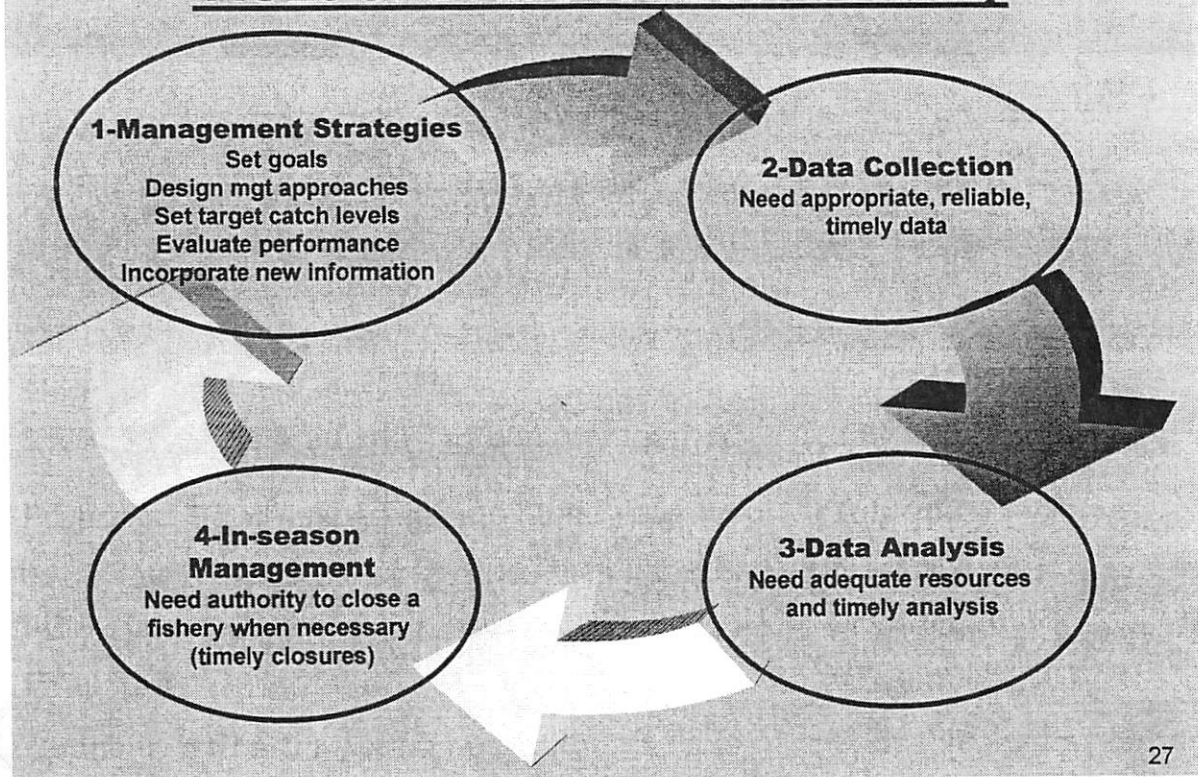 1-Management Strategies
Set goals
Design mgt approaches
Set target catch levels
Evaluate performance
Incorporate new information
2-Data Collection
Need appropriate, reliable,
timely data
3-Data Analysis
Need adequate resources
and timely analysis
4-In-season
Management
Need authority to close a
fishery when necessary
(timely closures)
27